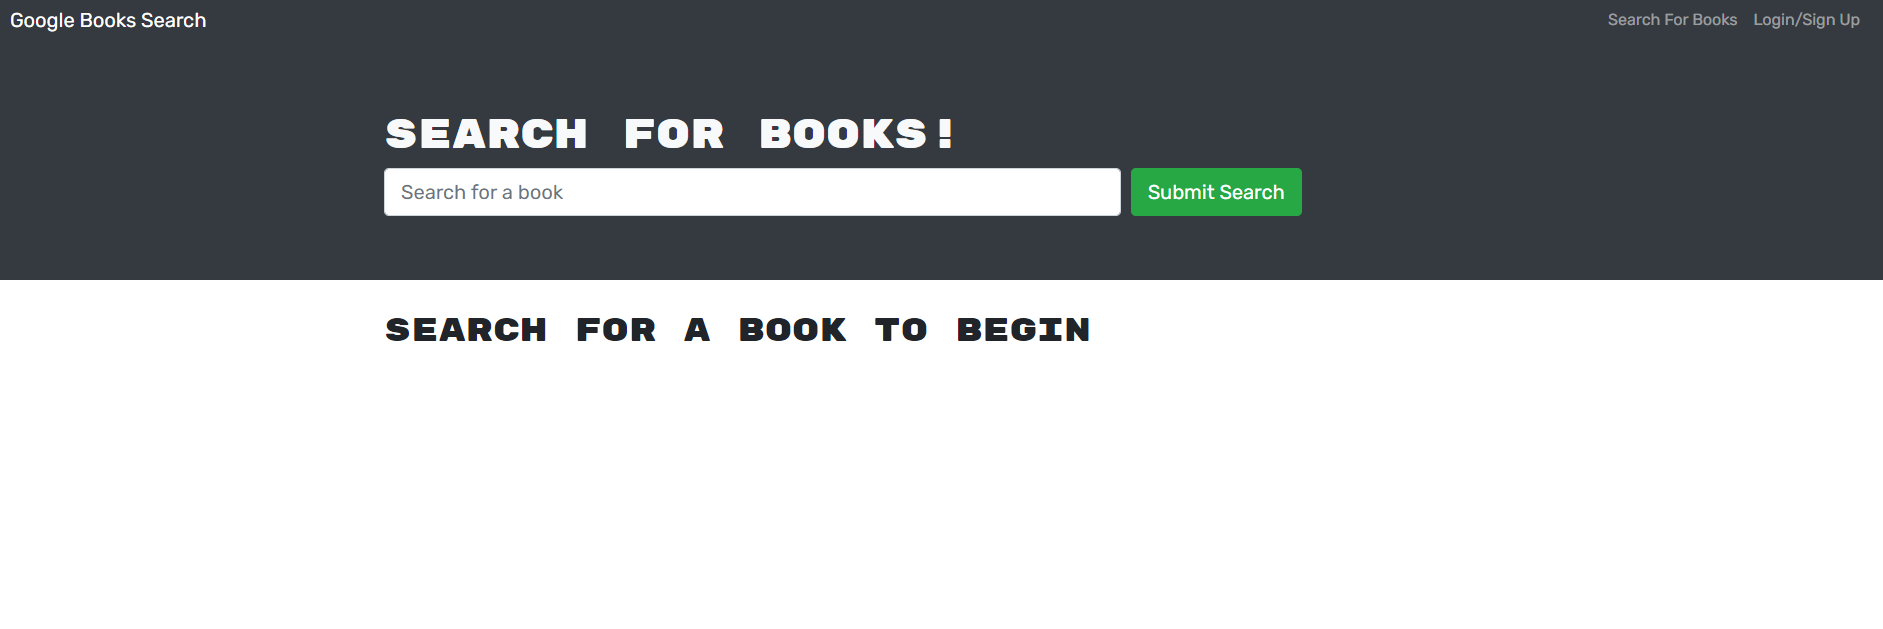 Google Books Search
Search For Books
Login/Sign Up
SEARCH FOR BOOKS!
Search for a book
Submit Search
SEARCH FOR A BOOK TO BEGIN